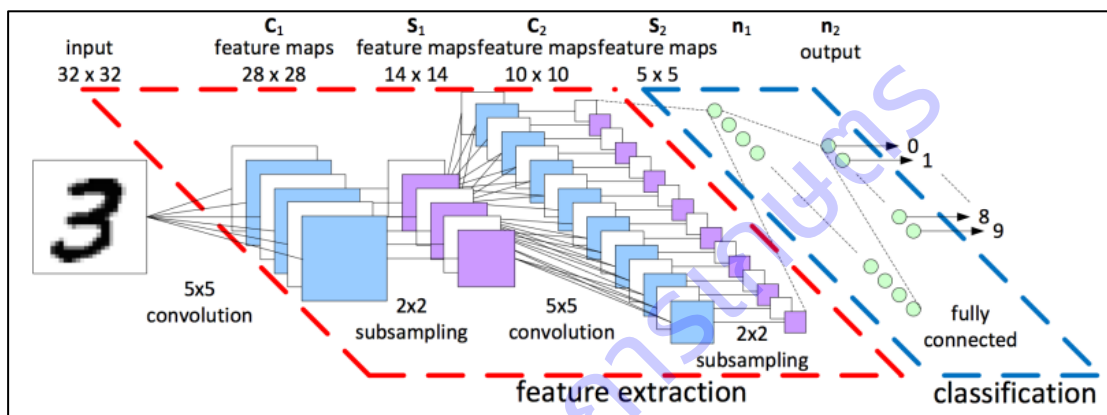 C₁ S₁ C₂ S₂ n₁ n₂
input feature maps feature maps feature maps feature maps output
32 x 32 28 x 28 14 x 14 10 x 10 5 x 5
0
1
8
9
5x5 convolution
2x2 subsampling
5x5 convolution
2x2 subsampling
fully connected
feature extraction
classification